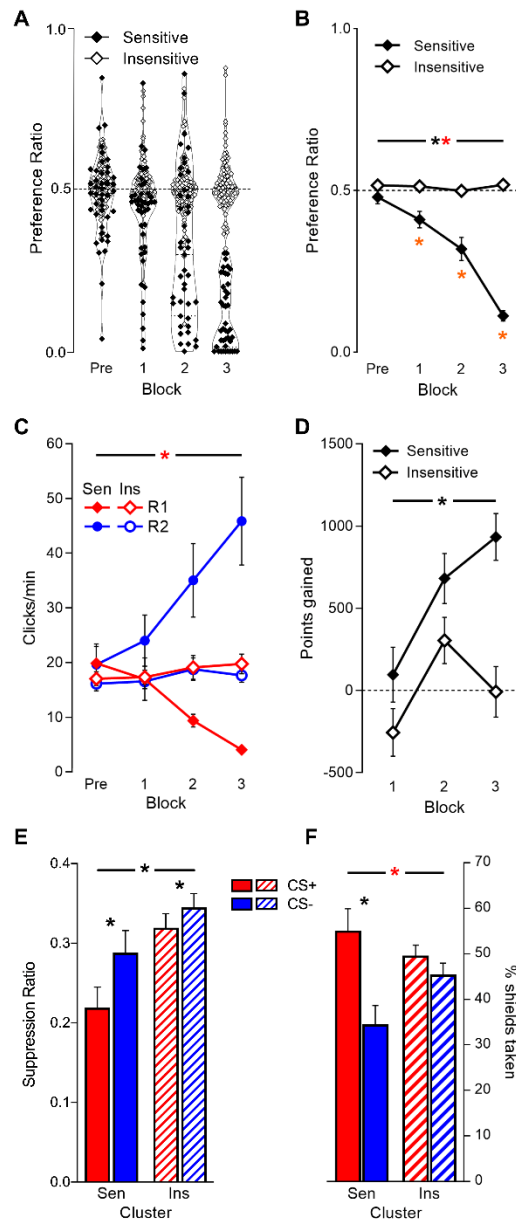 A
1.0
Sensitive
Insensitive
Preference Ratio
0.5
0.0
Pre 1 2 3
Block
B
Sensitive
Insensitive
1.0
Preference Ratio
**
0.5
* * *
0.0
Pre 1 2 3
Block
C
60
*
50
Sen Ins
R1
R2
40
Clicks/min
30
20
10
0
Pre 1 2 3
Block
D
1500
Sensitive
Insensitive
1000
*
Points gained
500
0
-500
1 2 3
Block
E
0.4
*
*
*
0.3
Suppression Ratio
0.2
0.1
0.0
Sen Ins
Cluster
CS+
CS-
F
70
*
60
*
50
40
% shields taken
30
20
10
0
Sen Ins
Cluster